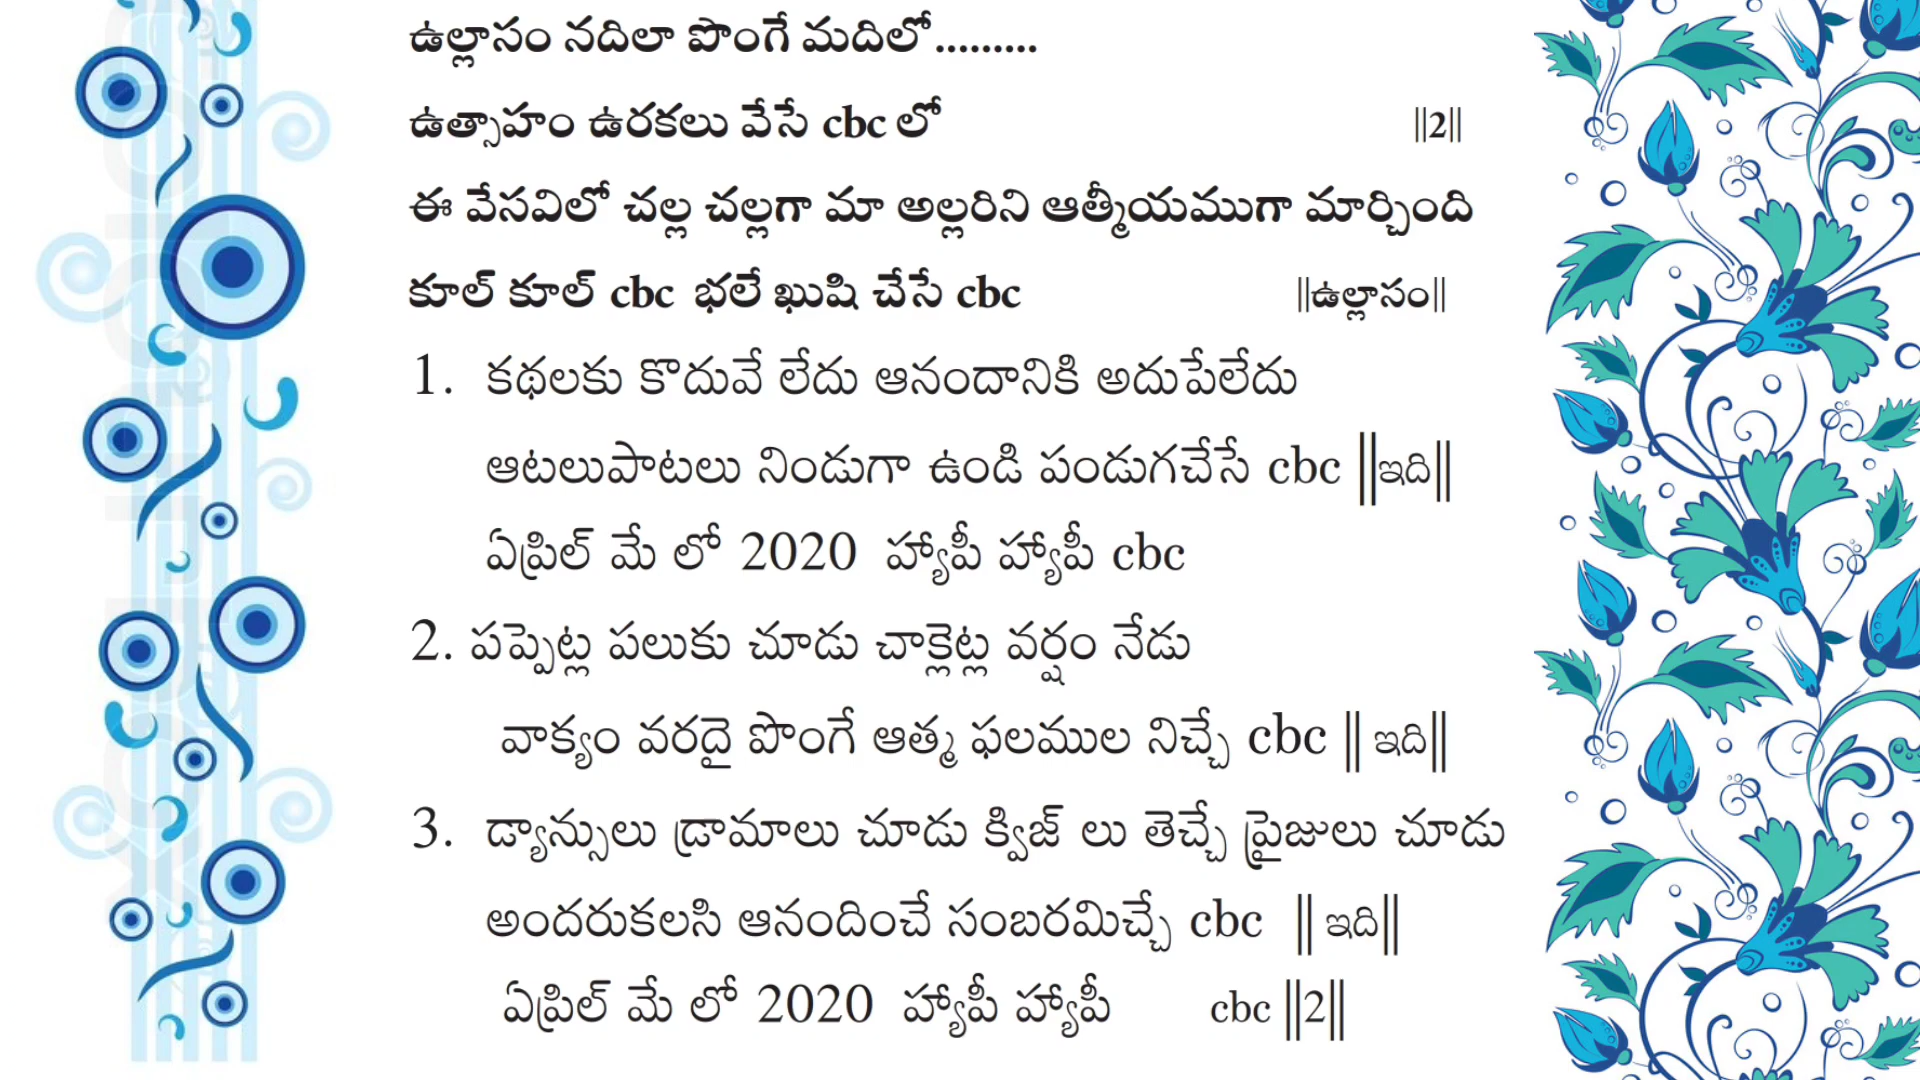 ఉల్లాసం నదిలా పొంగే మదిలో.........
ఉత్సాహం ఉరకలు వేసే cbc లో ||2||
ఈ వేసవిలో చల్ల చల్లగా మా అల్లరిని ఆత్మీయముగా మార్చింది
కూల్ కూల్ cbc భలే ఖుషి చేసే cbc ||ఉల్లాసం||
1. కథలకు కొదువే లేదు ఆనందానికి అదుపేలేదు
ఆటలుపాటలు నిండుగా ఉండి పండుగచేసే cbc ||ఇది||
ఏప్రిల్ మే లో 2020 హ్యాపీ హ్యాపీ cbc
2. పప్పెట్ల పలుకు చూడు చాక్లెట్ల వర్షం నేడు
వాక్యం వరదై పొంగే ఆత్మ ఫలముల నిచ్చే cbc || ఇది||
3. డ్యాన్సులు డ్రామాలు చూడు క్విజ్ లు తెచ్చే ప్రైజులు చూడు
అందరుకలసి ఆనందించే సంబరమిచ్చే cbc || ఇది||
ఏప్రిల్ మే లో 2020 హ్యాపీ హ్యాపీ cbc ||2||